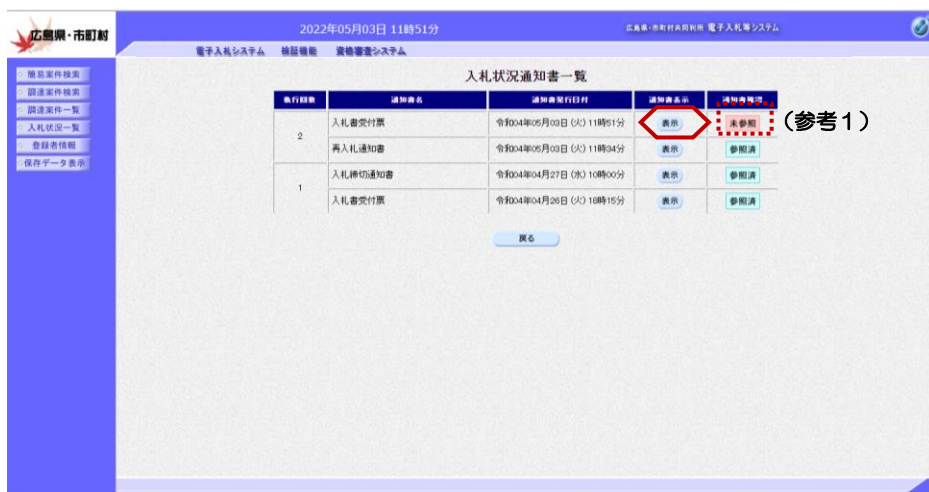 広島県・市町村
2022年05月03日 11時51分
広島県・市町村共同利用 電子入札等システム
電子入札システム 検証機能 資格審査システム
簡易案件検索
調達案件検索
調達案件一覧
入札状況一覧
登録者情報
保存データ表示
入札状況通知書一覧
執行回数 通知書名 通知書発行日付 通知書表示 通知書確認
2 入札書受付票 令和004年05月03日 (火) 11時51分 表示 未参照 (参考1)
再入札通知書 令和004年05月03日 (火) 11時34分 表示 参照済
1 入札締切通知書 令和004年04月27日 (水) 10時00分 表示 参照済
入札書受付票 令和004年04月26日 (火) 18時15分 表示 参照済
戻る